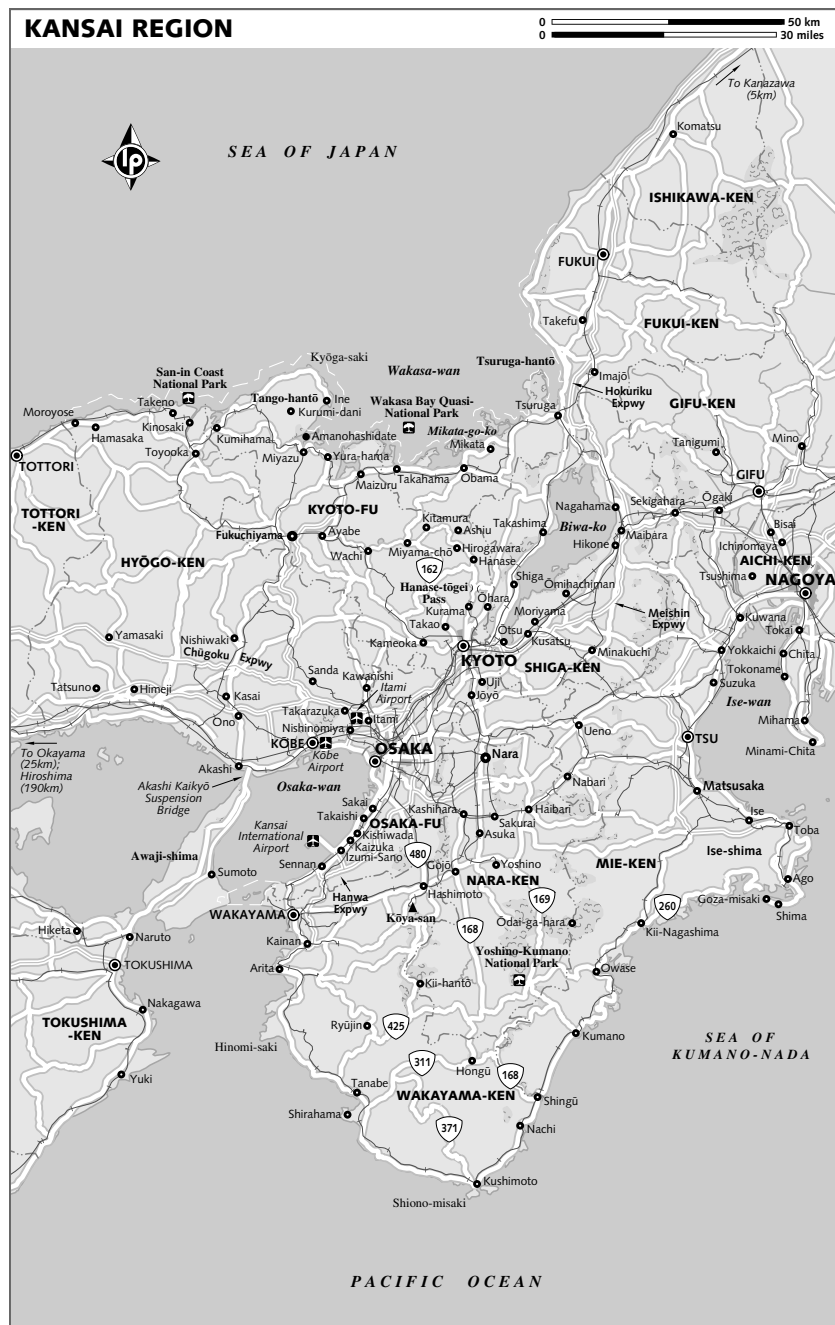 KANSAI REGION
0 50 km
0 30 miles
To Kanazawa
(5km)
Komatsu
SEA OF JAPAN
lp
ISHIKAWA-KEN
FUKUI
Takefu
FUKUI-KEN
Kyōga-saki
Wakasa-wan
Tsuruga-hantō
San-in Coast
National Park
Imajō
Hokuriku
Expwy
Takeno
Tango-hantō
Ine
Kurumi-dani
Wakasa Bay Quasi-
National Park
Tsuruga
GIFU-KEN
Moroyose
Hamasaka
Kinosaki
Kumihama
Amanohashidate
Mikata-go-ko
Mikata
Tanigumi
Mino
TOTTORI
Toyooka
Miyazu
Yura-hama
Maizuru
Takahama
Obama
GIFU
TOTTORI
-KEN
KYOTO-FU
Nagahama
Sekigahara
Ōgaki
Kitamura
Ashiu
Takashima
Biwa-ko
Maibara
Bisai
Fukuchiyama
Ayabe
Wachi
Miyama-chō
Hirogawara
Hanase
Hikone
Ichinomaya
HYŌGO-KEN
162
AICHI-KEN
Hanase-tōgei
Pass
Shiga
Ōmihachiman
Tsushima
NAGOYA
Kurama
Ōhara
Meishin
Expwy
Takao
Moriyama
Kuwana
Tokai
Yamasaki
Nishiwaki
Chūgoku Expwy
Kameoka
Ōtsu
Kusatsu
KYOTO
Minakuchi
Yokkaichi
Chita
SHIGA-KEN
Tokoname
Sanda
Kawanishi
Itami
Airport
Uji
Jōyō
Suzuka
Ise-wan
Tatsuno
Himeji
Kasai
Takarazuka
Itami
Ono
Nishinomiya
Ueno
Mihama
KŌBE
Kōbe
Airport
OSAKA
TSU
Minami-Chita
To Okayama
(25km);
Hiroshima
(190km)
Akashi
Nara
Akashi Kaikyō
Suspension
Bridge
Osaka-wan
Nabari
Matsusaka
Sakai
Takaishi
OSAKA-FU
Kashihara
Haibari
Sakurai
Ise
Toba
Kansai
International
Airport
Kishiwada
Kaizuka
Izumi-Sano
Asuka
Awaji-shima
480
Gojō
Yoshino
MIE-KEN
Ise-shima
Sumoto
Sennan
NARA-KEN
Ago
Hanwa
Expwy
Hashimoto
169
Goza-misaki
Shima
WAKAYAMA
Kōya-san
168
Ōdai-ga-hara
260
Kii-Nagashima
Hiketa
Naruto
Kainan
Yoshino-Kumano
National Park
TOKUSHIMA
Arita
Owase
Kii-hantō
Nakagawa
TOKUSHIMA
-KEN
Ryūjin
425
Kumano
SEA OF
KUMANO-NADA
Hinomi-saki
311
Hongū
168
Yuki
Tanabe
WAKAYAMA-KEN
Shingū
Shirahama
371
Nachi
Kushimoto
Shiono-misaki
PACIFIC OCEAN